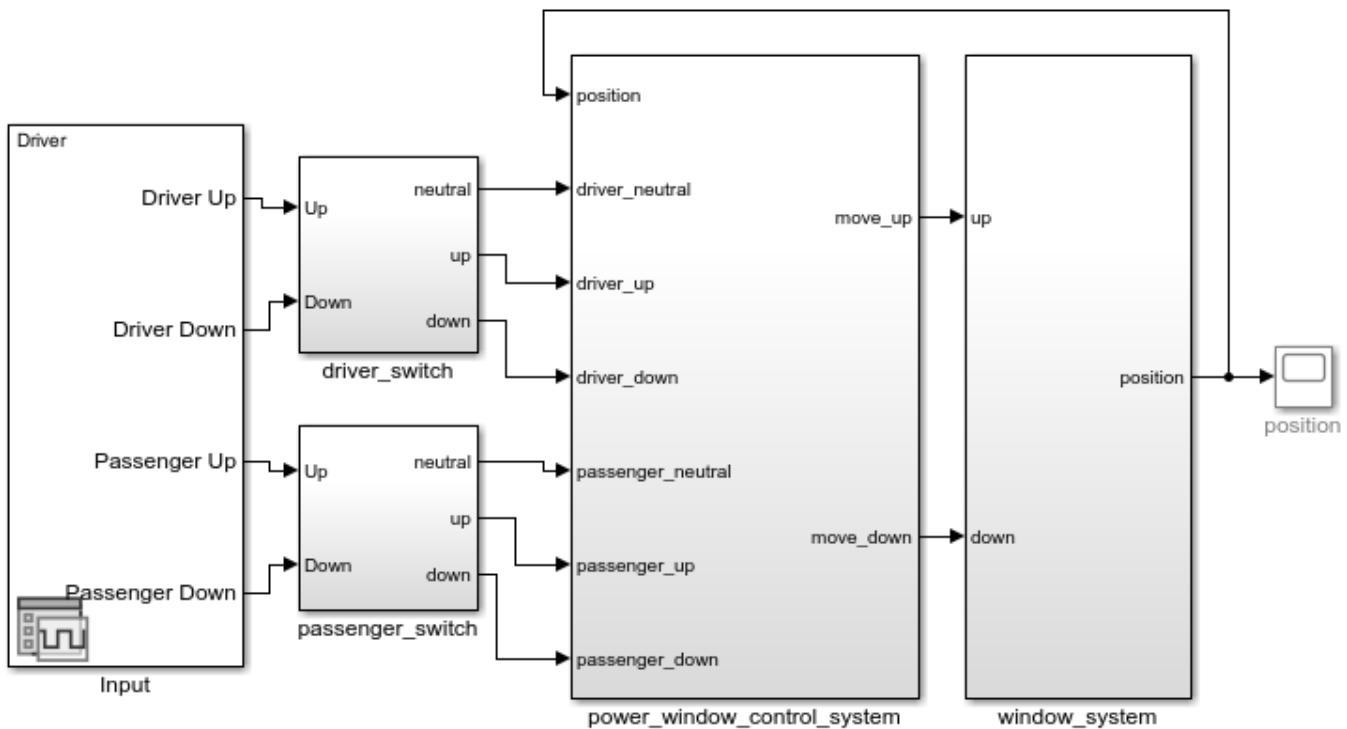 Driver
Driver Up
Driver Down
Passenger Up
Passenger Down
Input
Up
Down
neutral
up
down
driver_switch
Up
Down
neutral
up
down
passenger_switch
position
driver_neutral
driver_up
driver_down
passenger_neutral
passenger_up
passenger_down
move_up
move_down
power_window_control_system
up
down
position
window_system
position